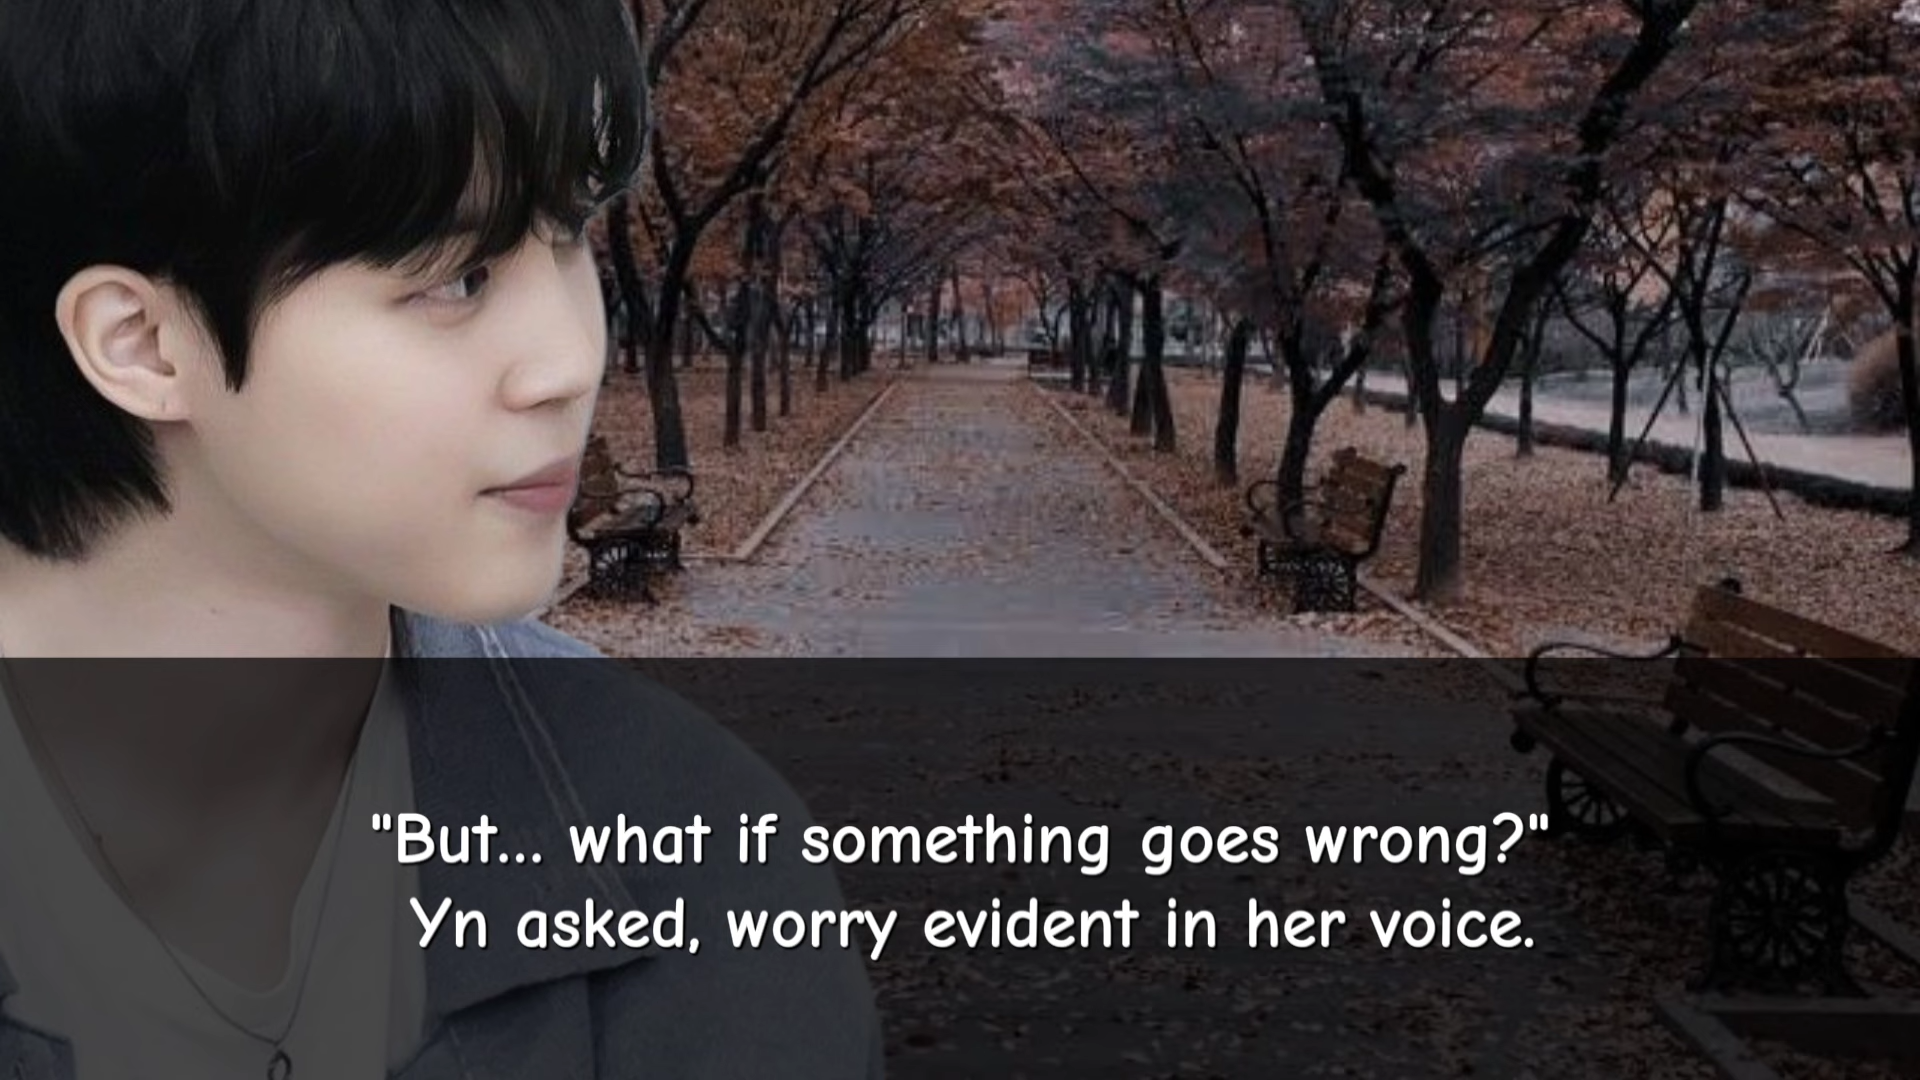 "But... what if something goes wrong?"
Yn asked, worry evident in her voice.